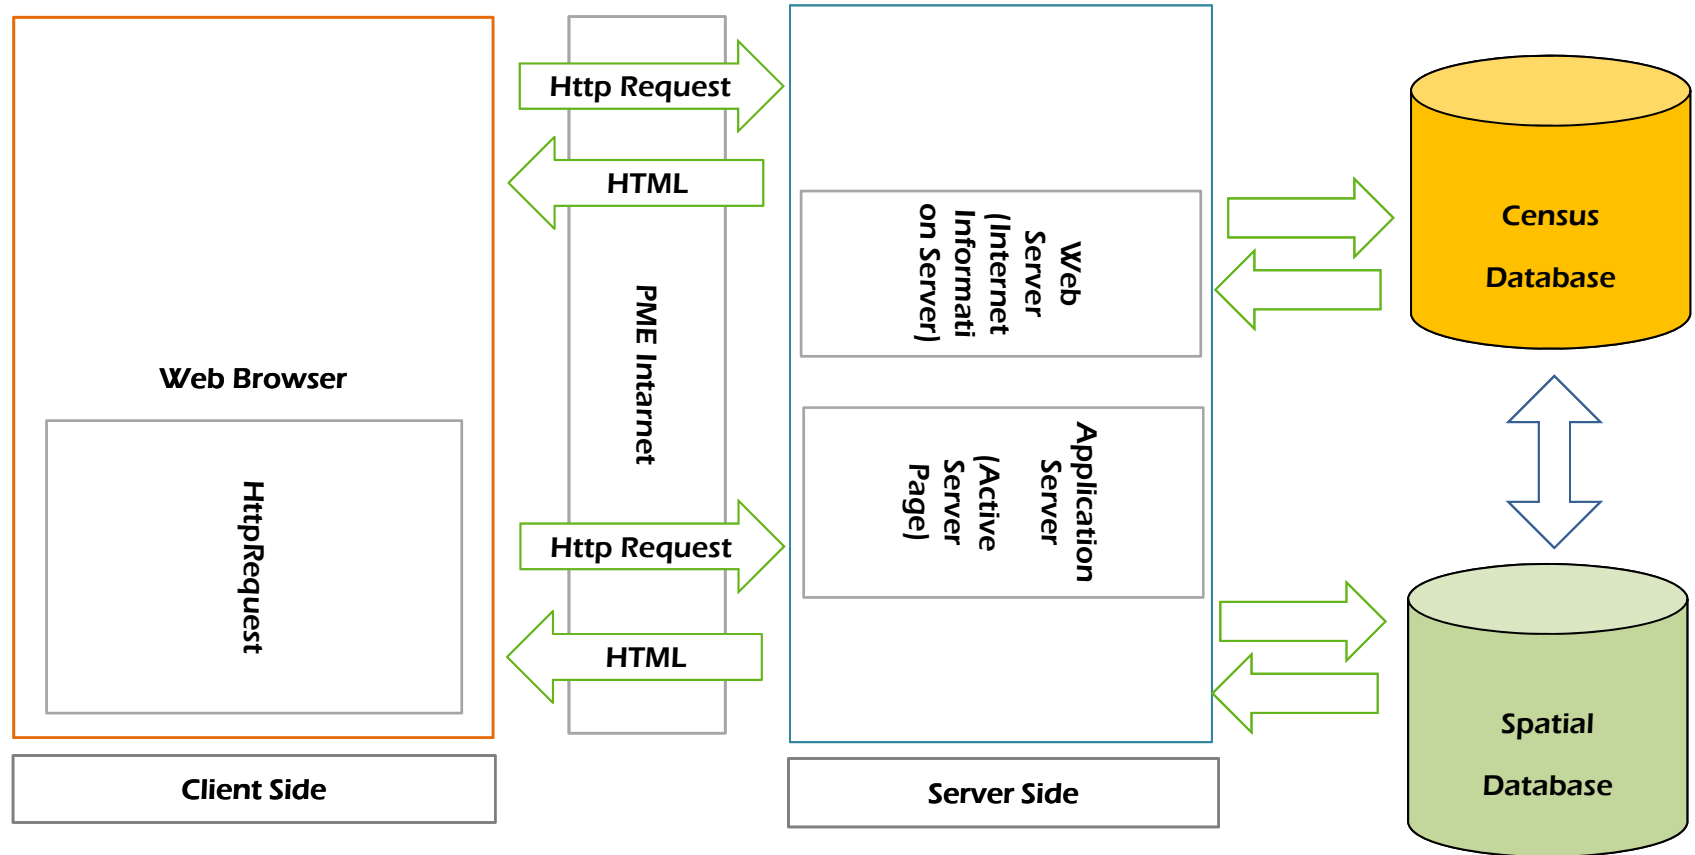 Web Browser
HttpRequest
Client Side
Http Request
HTML
PME Intarnet
Http Request
HTML
Web
Server
(Internet
Informati
on Server)
Application
Server
(Active
Server
Page)
Server Side
Census
Database
Spatial
Database